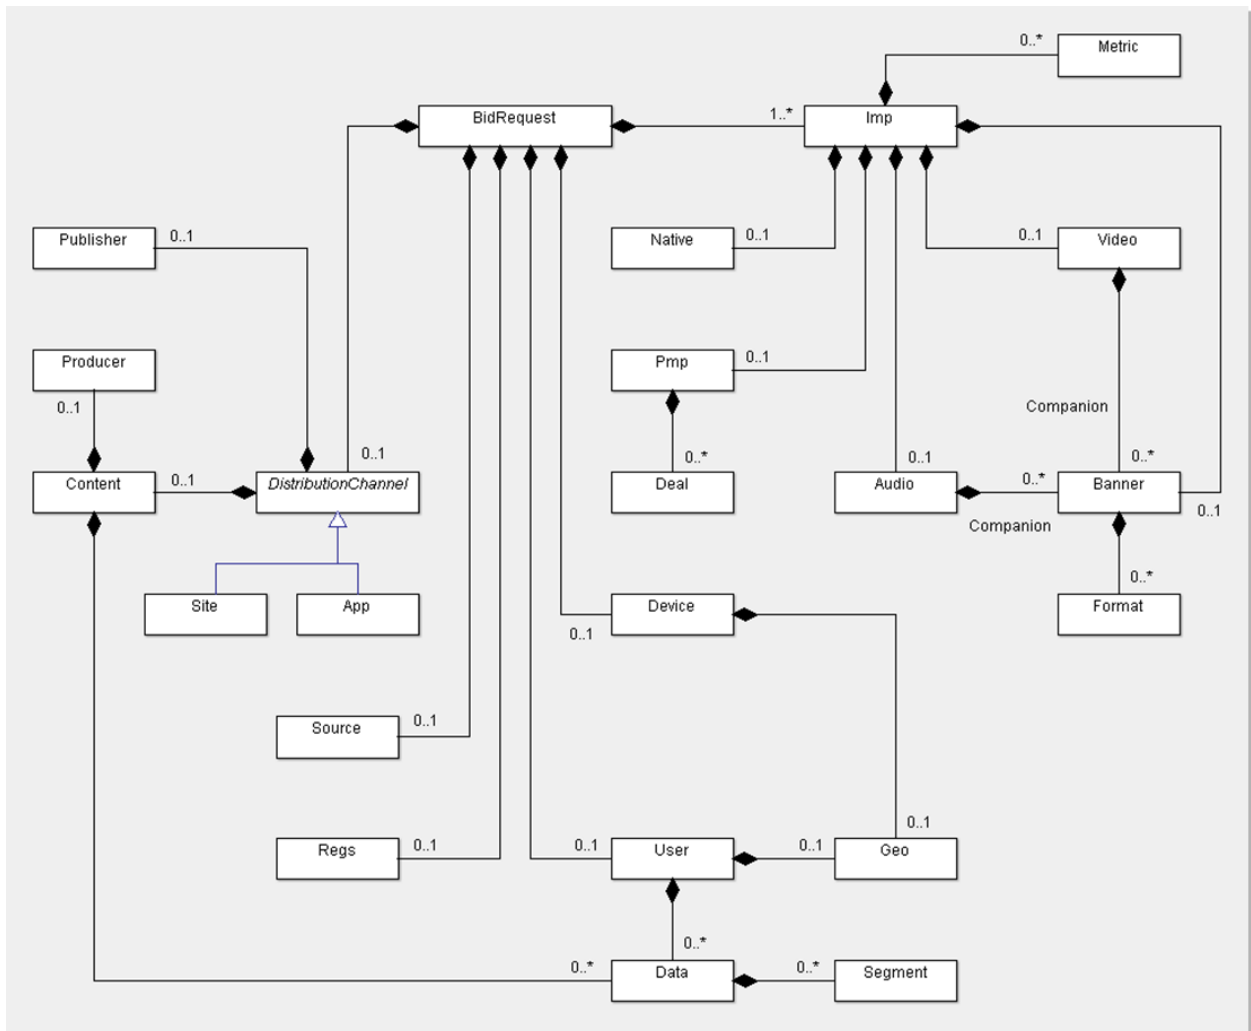 0..*
Metric
BidRequest
1..*
Imp
Publisher
0..1
Native
0..1
0..1
Video
Producer
0..1
Pmp
0..1
Companion
0..1
Content
0..1
DistributionChannel
0..*
Deal
0..1
Audio
0..*
0..*
Banner
0..1
Companion
Site
App
0..1
Device
0..*
Format
Source
0..1
Regs
0..1
0..1
User
0..1
0..1
Geo
0..*
0..*
Data
0..*
Segment